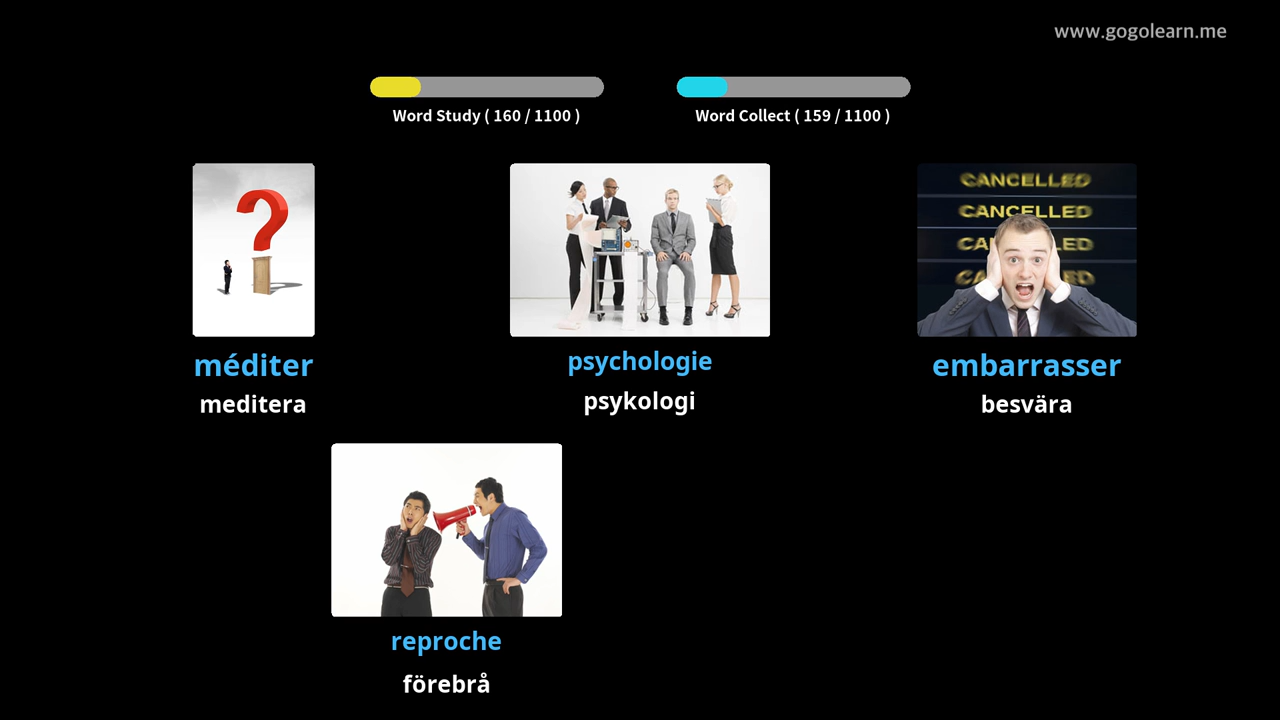 www.gogolearn.me
Word Study ( 160 / 1100 )
Word Collect ( 159 / 1100 )
CANCELLED
CANCELLED
méditer
meditera
psychologie
psykologi
embarrasser
besvära
reproche
förebrå